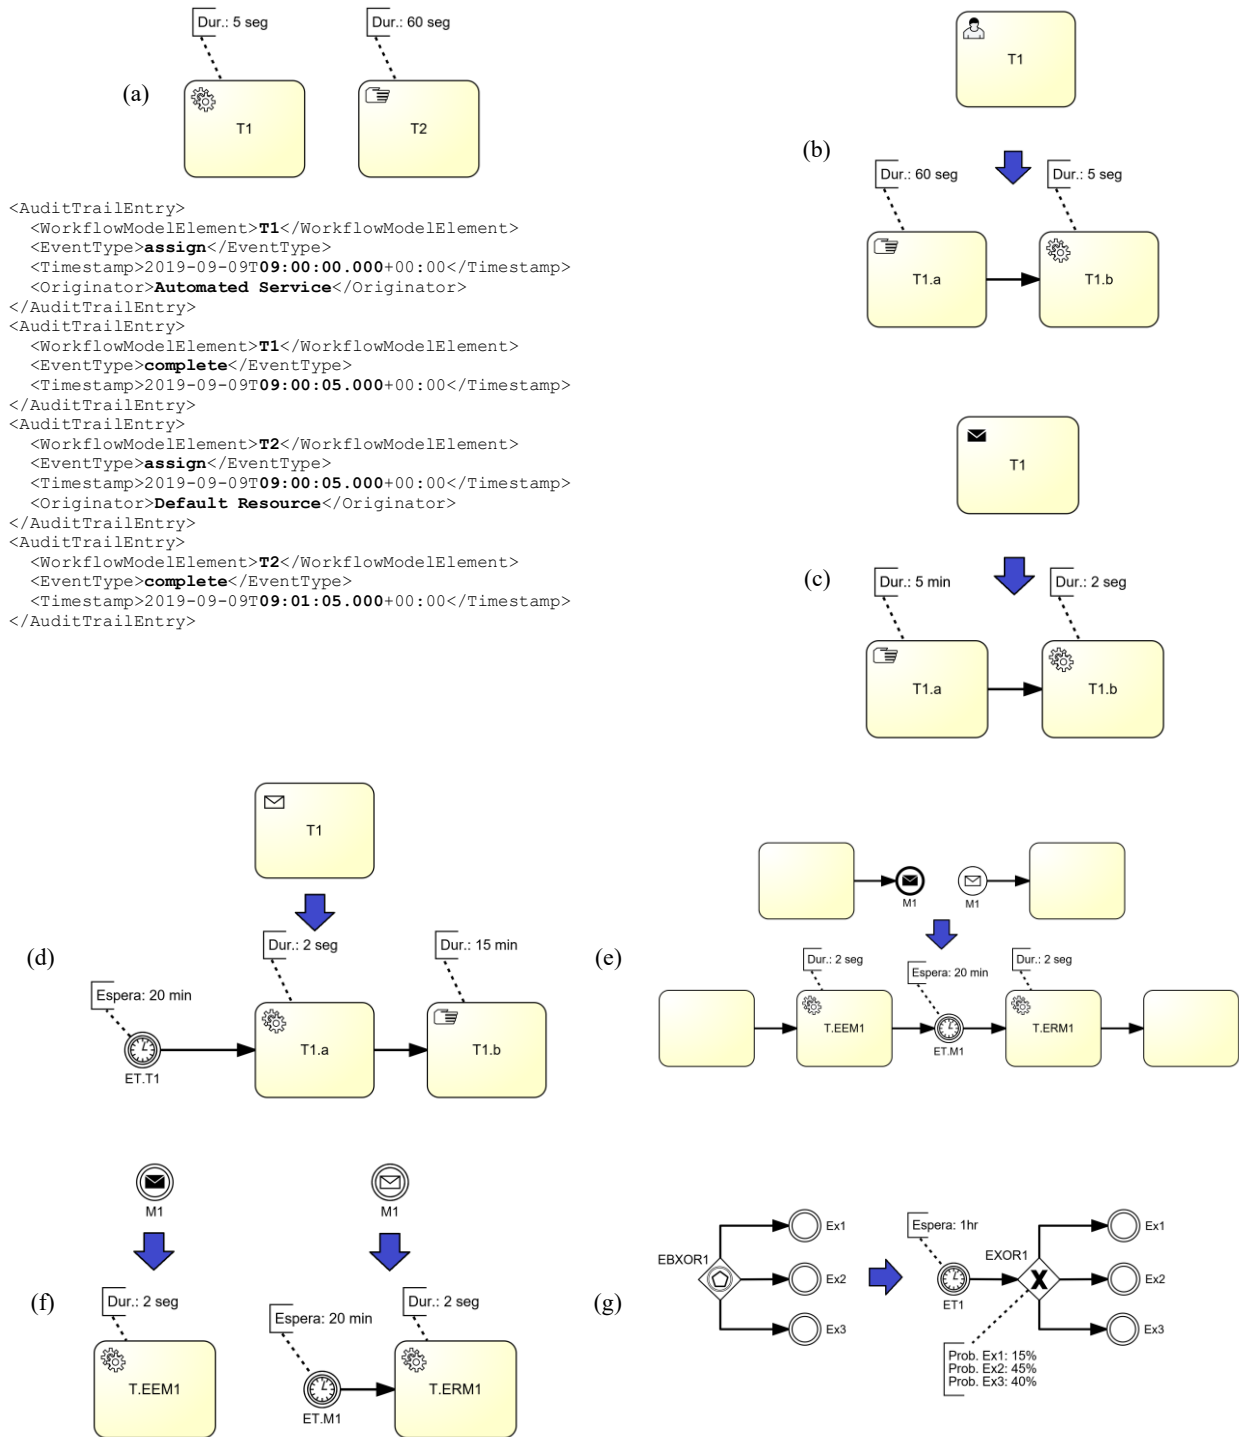 Dur.: 5 seg
Dur.: 60 seg
(a)
T1
T2
<AuditTrailEntry>
  <WorkflowModelElement>T1</WorkflowModelElement>
  <EventType>assign</EventType>
  <Timestamp>2019-09-09T09:00:00.000+00:00</Timestamp>
  <Originator>Automated Service</Originator>
</AuditTrailEntry>
<AuditTrailEntry>
  <WorkflowModelElement>T1</WorkflowModelElement>
  <EventType>complete</EventType>
  <Timestamp>2019-09-09T09:00:05.000+00:00</Timestamp>
</AuditTrailEntry>
<AuditTrailEntry>
  <WorkflowModelElement>T2</WorkflowModelElement>
  <EventType>assign</EventType>
  <Timestamp>2019-09-09T09:00:05.000+00:00</Timestamp>
  <Originator>Default Resource</Originator>
</AuditTrailEntry>
<AuditTrailEntry>
  <WorkflowModelElement>T2</WorkflowModelElement>
  <EventType>complete</EventType>
  <Timestamp>2019-09-09T09:01:05.000+00:00</Timestamp>
</AuditTrailEntry>
T1
(b)
Dur.: 60 seg
Dur.: 5 seg
T1.a
T1.b
T1
(c)
Dur.: 5 min
Dur.: 2 seg
T1.a
T1.b
T1
(d)
Dur.: 2 seg
Dur.: 15 min
Espera: 20 min
T1.a
T1.b
ET.T1
M1
M1
(e)
Dur.: 2 seg
Espera: 20 min
Dur.: 2 seg
T.EEM1
T.ERM1
ET.M1
M1
M1
(f)
Dur.: 2 seg
Espera: 20 min
Dur.: 2 seg
T.EEM1
T.ERM1
ET.M1
(g)
EBXOR1
Ex1
Ex2
Ex3
Espera: 1hr
EXOR1
ET1
Ex1
Ex2
Ex3
Prob. Ex1: 15%
Prob. Ex2: 45%
Prob. Ex3: 40%